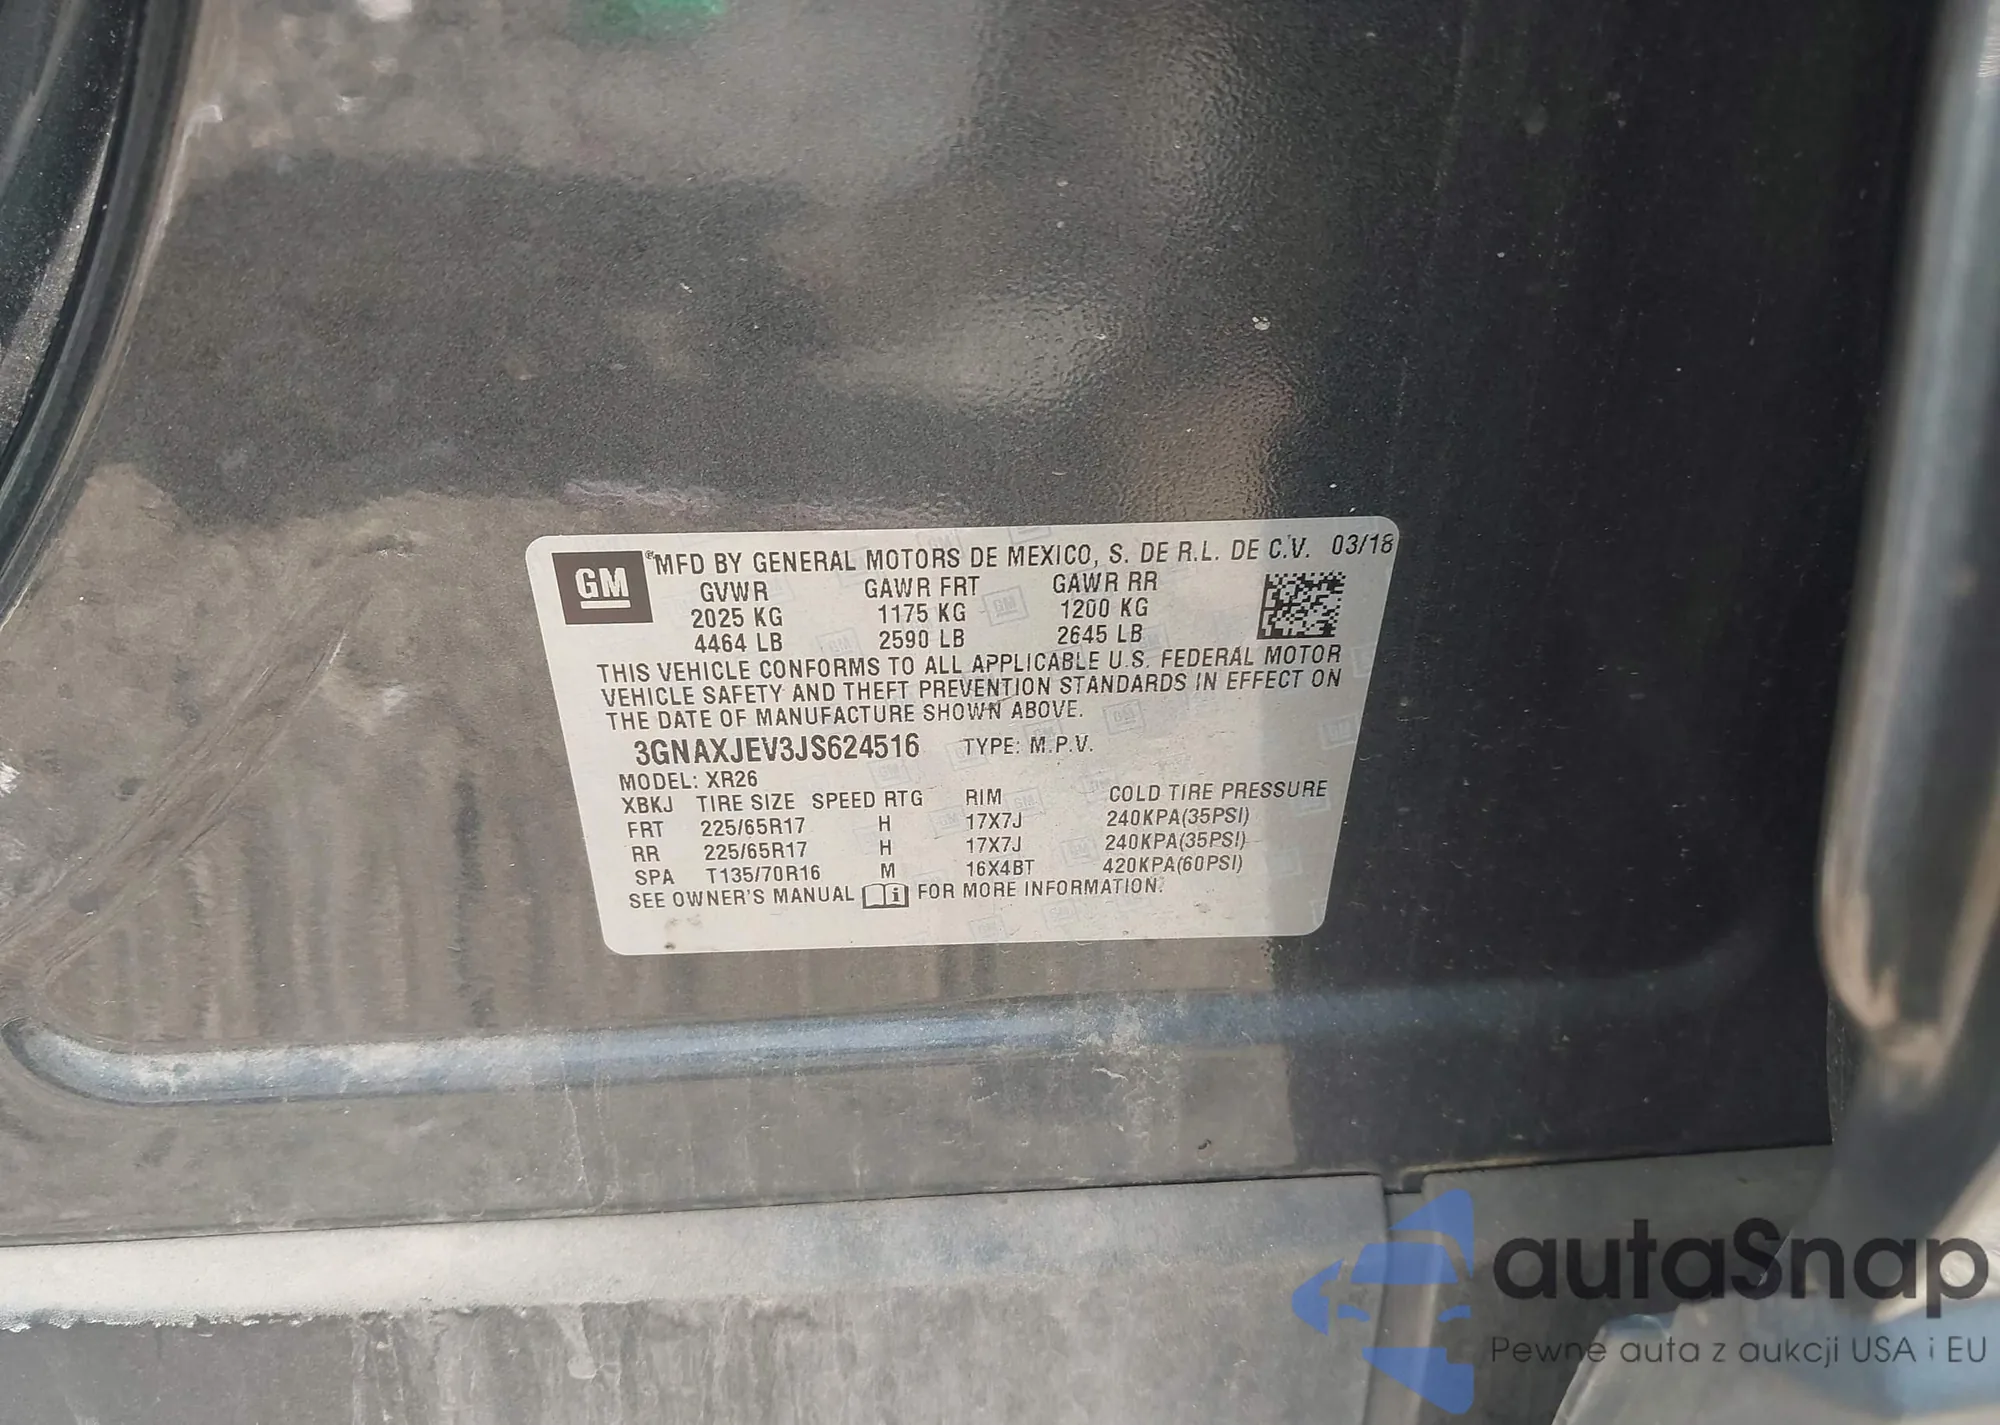 GM ®MFD BY GENERAL MOTORS DE MEXICO, S. DE R.L. DE C.V. 03/18
GVWR GAWR FRT GAWR RR
2025 KG 1175 KG 1200 KG
4464 LB 2590 LB 2645 LB
THIS VEHICLE CONFORMS TO ALL APPLICABLE U.S. FEDERAL MOTOR
VEHICLE SAFETY AND THEFT PREVENTION STANDARDS IN EFFECT ON
THE DATE OF MANUFACTURE SHOWN ABOVE.
3GNAXJEV3JS624516 TYPE: M.P.V.
MODEL: XR26
XBKJ TIRE SIZE SPEED RTG RIM COLD TIRE PRESSURE
FRT 225/65R17 H 17X7J 240KPA(35PSI)
RR 225/65R17 H 17X7J 240KPA(35PSI)
SPA T135/70R16 M 16X4BT 420KPA(60PSI)
SEE OWNER'S MANUAL i FOR MORE INFORMATION.
autaSnap
Pewne auta z aukcji USA i EU